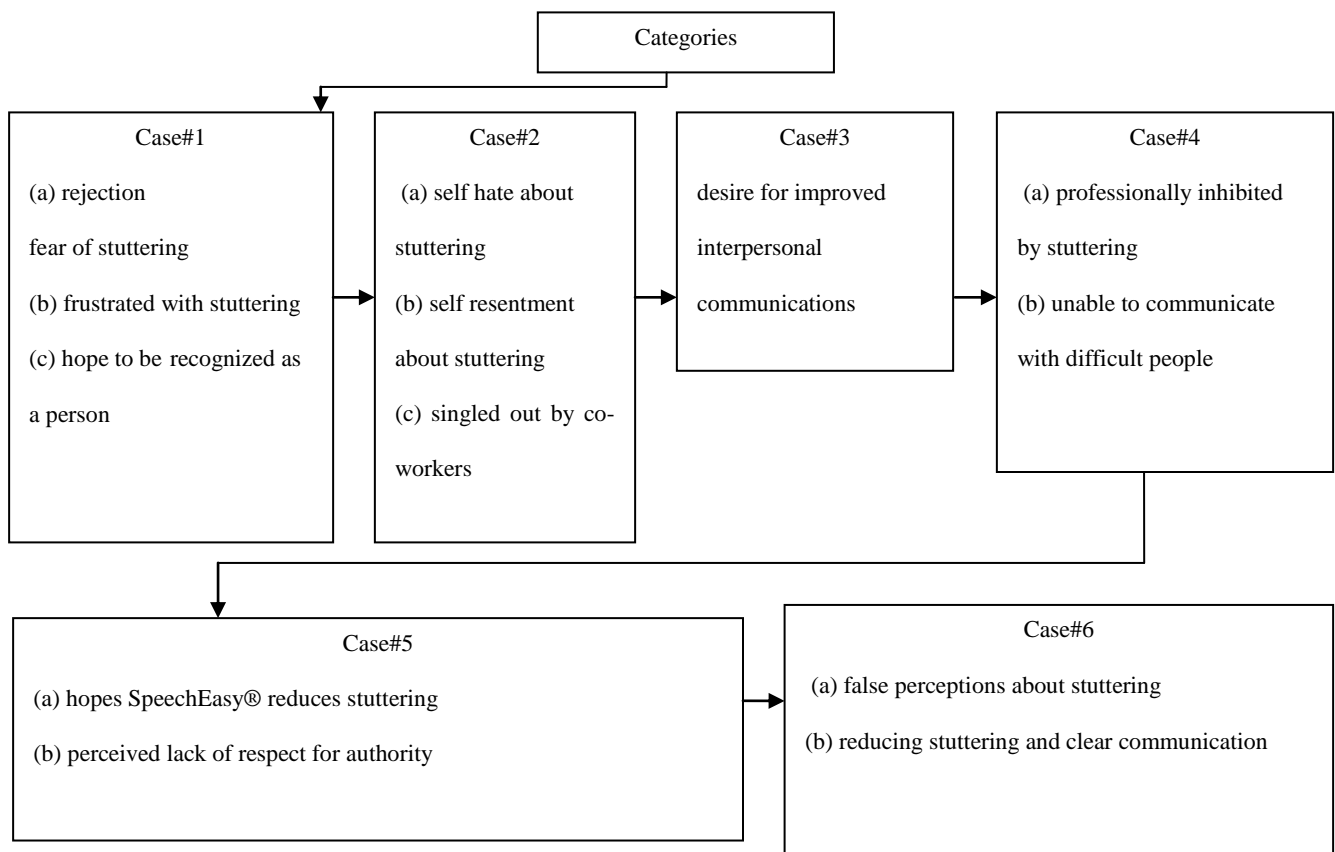 Categories
Case#1
(a) rejection
fear of stuttering
(b) frustrated with stuttering
(c) hope to be recognized as
a person
Case#2
(a) self hate about
stuttering
(b) self resentment
about stuttering
(c) singled out by co-
workers
Case#3
desire for improved
interpersonal
communications
Case#4
(a) professionally inhibited
by stuttering
(b) unable to communicate
with difficult people
Case#5
(a) hopes SpeechEasy® reduces stuttering
(b) perceived lack of respect for authority
Case#6
(a) false perceptions about stuttering
(b) reducing stuttering and clear communication